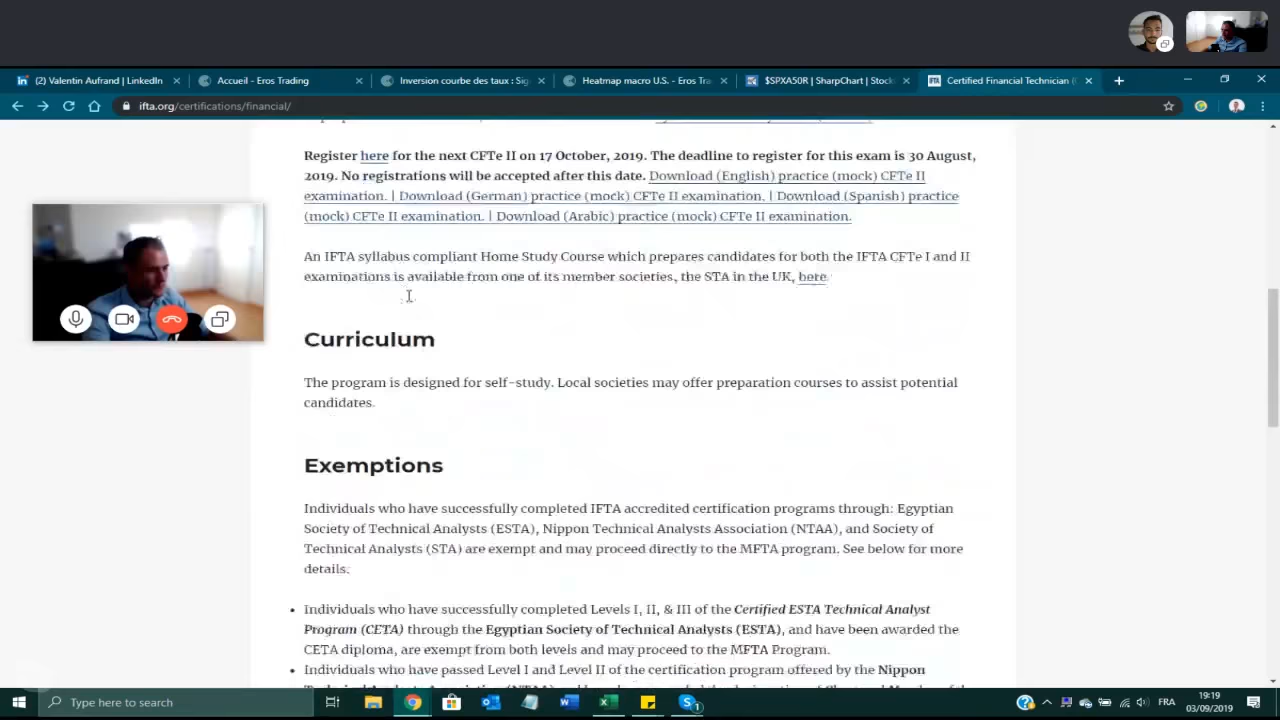 (2) Valentin Aufrand | LinkedIn
Accueil - Eros Trading
Inversion courbe des taux : Sig
Heatmap macro U.S. - Eros Tra
$SPXA50R | SharpChart | Stock
Certified Financial Technician (
ifta.org/certifications/financial/
Register here for the next CFTe II on 17 October, 2019. The deadline to register for this exam is 30 August,
2019. No registrations will be accepted after this date. Download (English) practice (mock) CFTe II
examination. | Download (German) practice (mock) CFTe II examination. | Download (Spanish) practice
(mock) CFTe II examination. | Download (Arabic) practice (mock) CFTe II examination.
An IFTA syllabus compliant Home Study Course which prepares candidates for both the IFTA CFTe I and II
examinations is available from one of its member societies, the STA in the UK, here
Curriculum
The program is designed for self-study. Local societies may offer preparation courses to assist potential
candidates.
Exemptions
Individuals who have successfully completed IFTA accredited certification programs through: Egyptian
Society of Technical Analysts (ESTA), Nippon Technical Analysts Association (NTAA), and Society of
Technical Analysts (STA) are exempt and may proceed directly to the MFTA program. See below for more
details.
• Individuals who have successfully completed Levels I, II, & III of the Certified ESTA Technical Analyst
Program (CETA) through the Egyptian Society of Technical Analysts (ESTA), and have been awarded the
CETA diploma, are exempt from both levels and may proceed to the MFTA Program.
• Individuals who have passed Level I and Level II of the certification program offered by the Nippon
Type here to search
FRA
19:19
03/09/2019